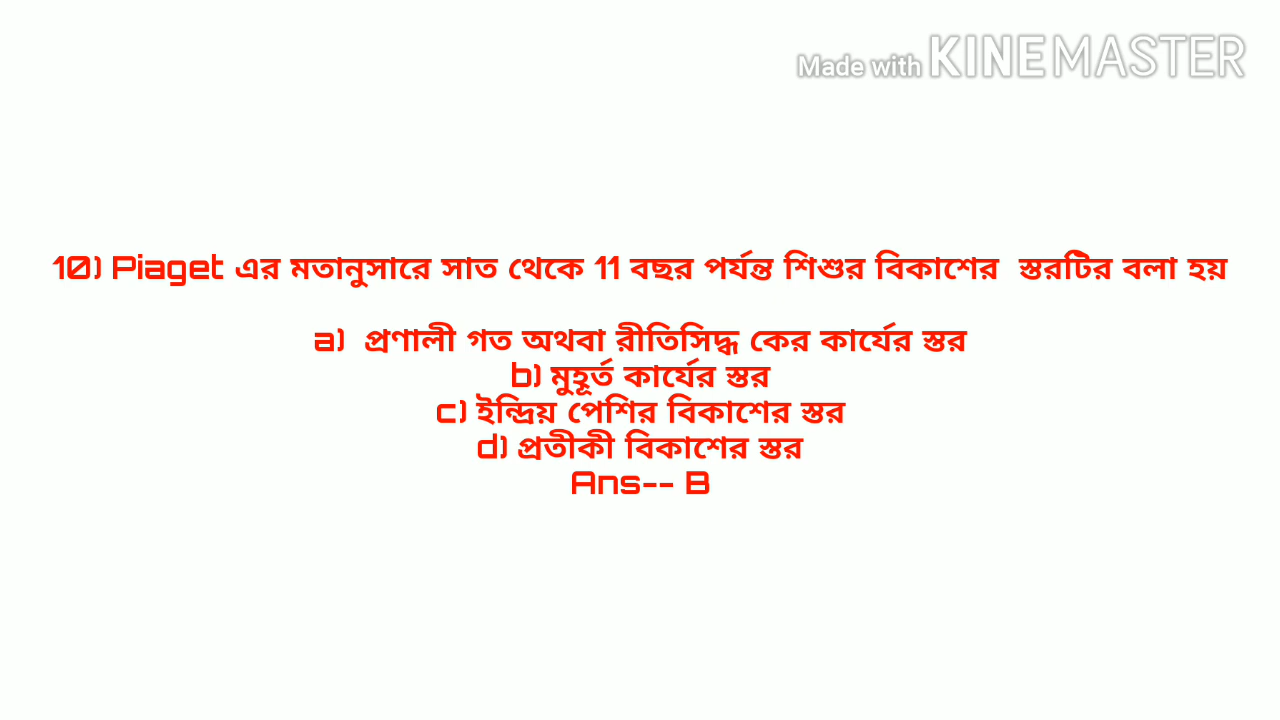 Made with KINEMASTER
10) Piaget এর মতানুসারে সাত থেকে 11 বছর পর্যন্ত শিশুর বিকাশের স্তরটির বলা হয়
a) প্রণালী গত অথবা রীতিসিদ্ধ কের কার্যের স্তর
b) মুহূর্ত কার্যের স্তর
c) ইন্দ্রিয় পেশির বিকাশের স্তর
d) প্রতীকী বিকাশের স্তর
Ans-- B